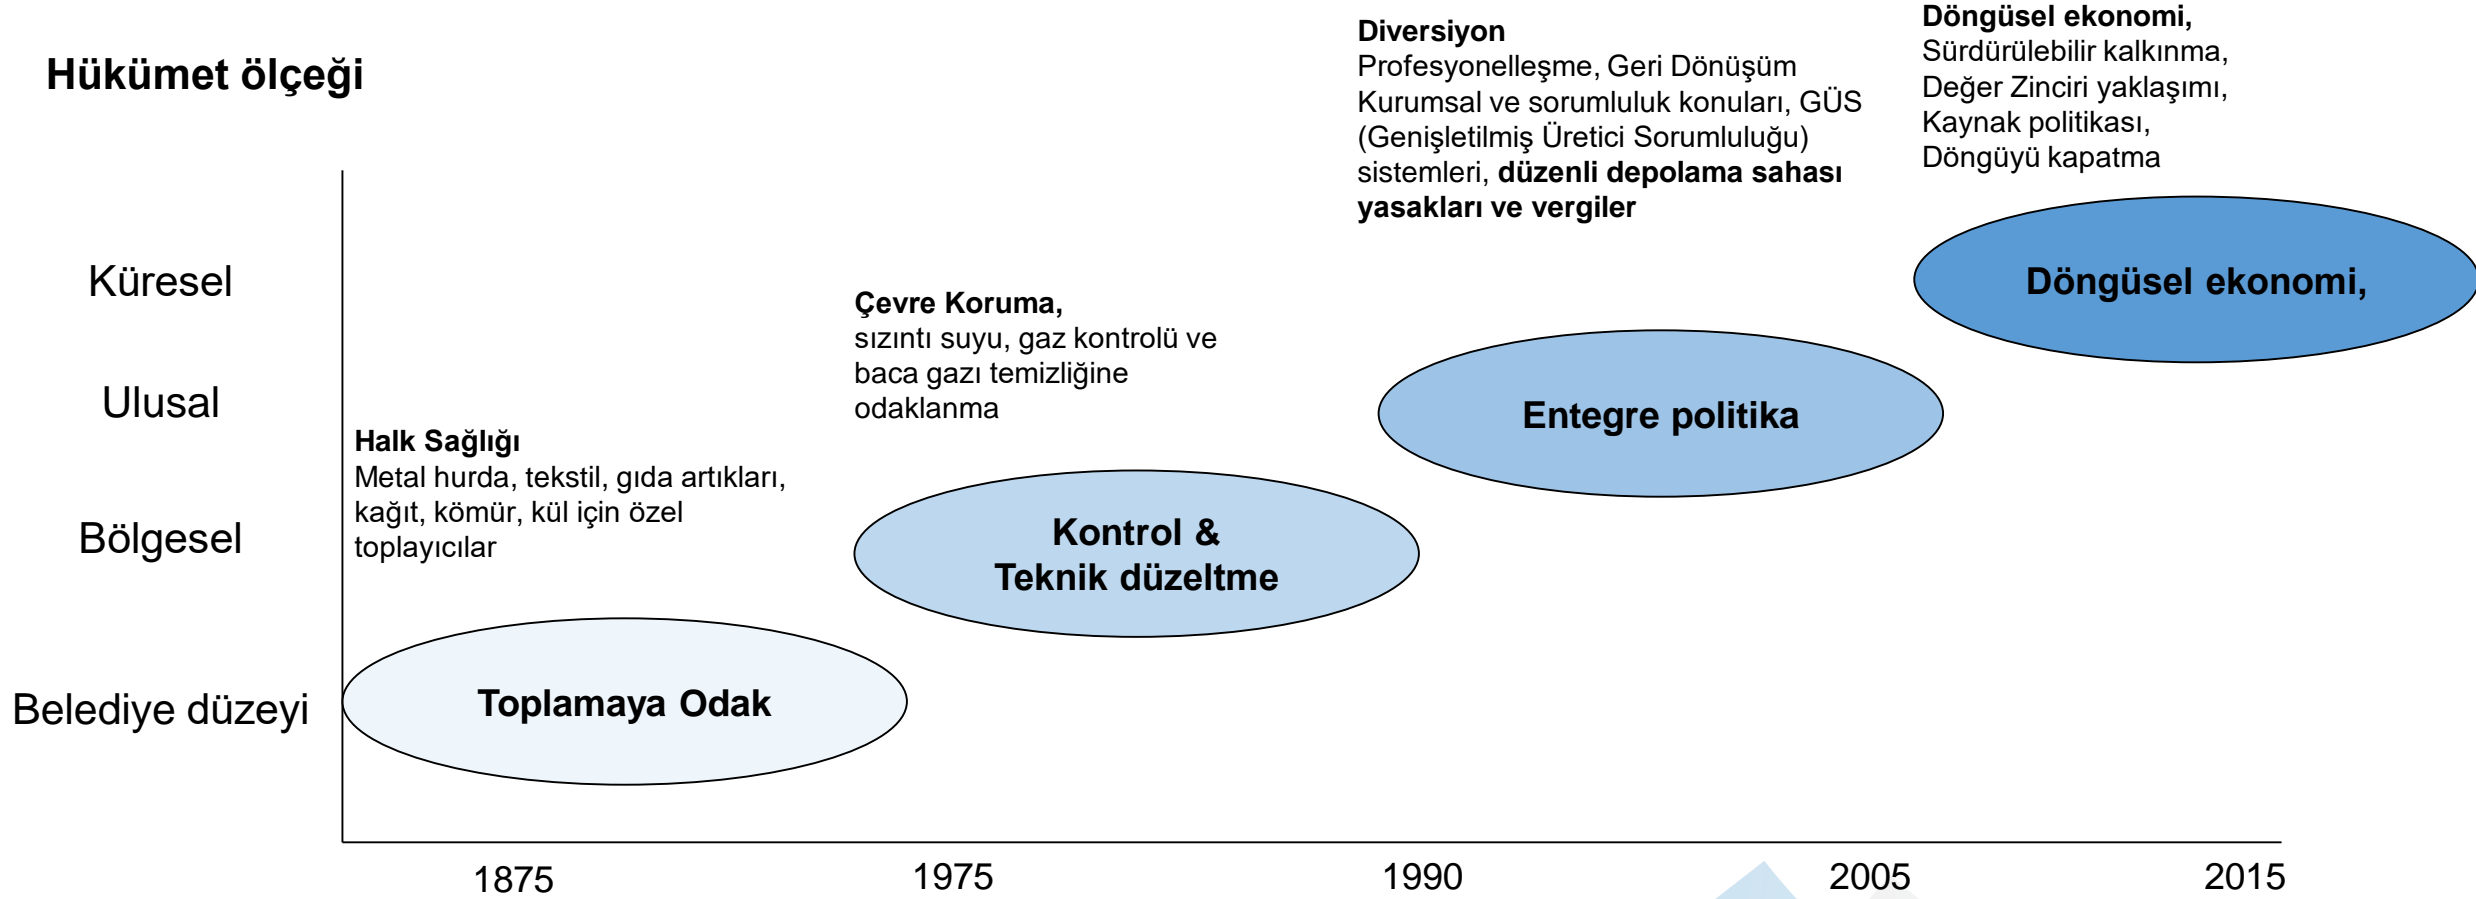 Hükümet ölçeği
Diversiyon
Profesyonelleşme, Geri Dönüşüm
Kurumsal ve sorumluluk konuları, GÜS
(Genişletilmiş Üretici Sorumluluğu)
sistemleri, düzenli depolama sahası
yasakları ve vergiler
Döngüsel ekonomi,
Sürdürülebilir kalkınma,
Değer Zinciri yaklaşımı,
Kaynak politikası,
Döngüyü kapatma
Küresel
Döngüsel ekonomi,
Çevre Koruma,
sızıntı suyu, gaz kontrolü ve
baca gazı temizliğine
odaklanma
Ulusal
Entegre politika
Halk Sağlığı
Metal hurda, tekstil, gıda artıkları,
kağıt, kömür, kül için özel
toplayıcılar
Bölgesel
Kontrol &
Teknik düzeltme
Belediye düzeyi
Toplamaya Odak
1875
1975
1990
2005
2015